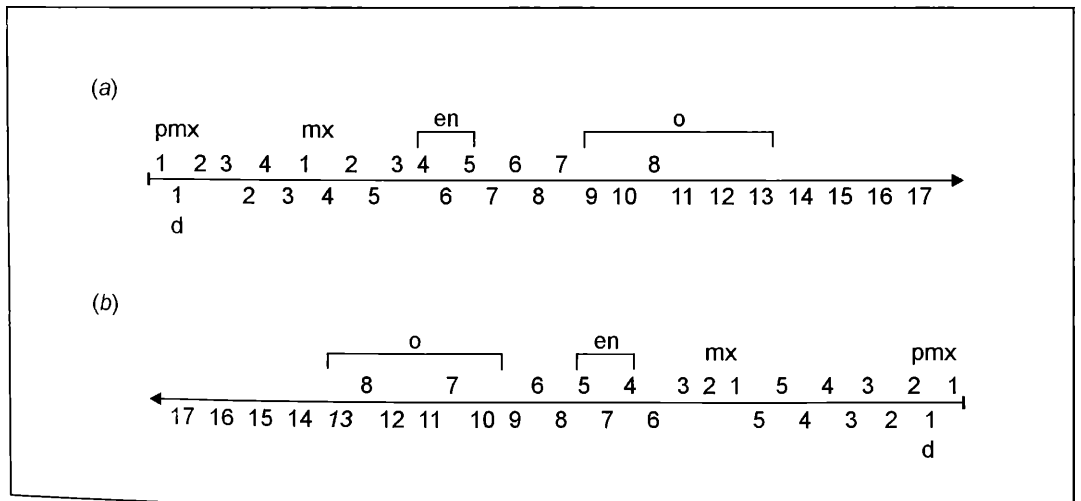 (a)
en o
pmx mx
1 2 3 4 1 2 3 4 5 6 7 8
1 2 3 4 5 6 7 8 9 10 11 12 13 14 15 16 17
d
(b)
o en
mx pmx
8 7 6 5 4 3 2 1 5 4 3 2 1
17 16 15 14 13 12 11 10 9 8 7 6 5 4 3 2 1
d